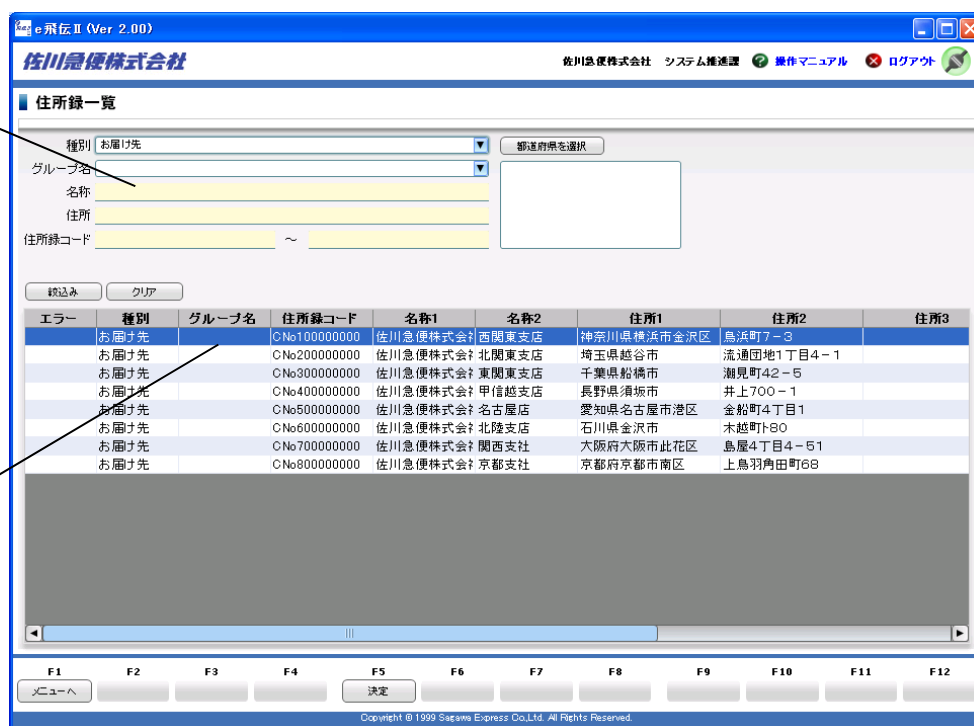 e飛伝Ⅱ (Ver 2.00)
佐川急便株式会社
佐川急便株式会社 システム推進課 操作マニュアル ログアウト
住所録一覧
種別 お届け先 都道府県を選択
グループ名
名称
住所
住所録コード ～
絞込み クリア
エラー 種別 グループ名 住所録コード 名称1 名称2 住所1 住所2 住所3
お届け先 CNo100000000 佐川急便株式会社 西関東支店 神奈川県横浜市金沢区 鳥浜町7-3
お届け先 CNo200000000 佐川急便株式会社 北関東支店 埼玉県越谷市 流通団地1丁目4-1
お届け先 CNo300000000 佐川急便株式会社 東関東支店 千葉県船橋市 潮見町42-5
お届け先 CNo400000000 佐川急便株式会社 甲信越支店 長野県須坂市 井上700-1
お届け先 CNo500000000 佐川急便株式会社 名古屋店 愛知県名古屋市港区 金船町4丁目1
お届け先 CNo600000000 佐川急便株式会社 北陸支店 石川県金沢市 木越町ト80
お届け先 CNo700000000 佐川急便株式会社 関西支社 大阪府大阪市此花区 島屋4丁目4-51
お届け先 CNo800000000 佐川急便株式会社 京都支社 京都府京都市南区 上鳥羽角田町68
F1 F2 F3 F4 F5 F6 F7 F8 F9 F10 F11 F12
メニューへ 決定
Copyright © 1999 Sagawa Express Co.,Ltd. All Rights Reserved.